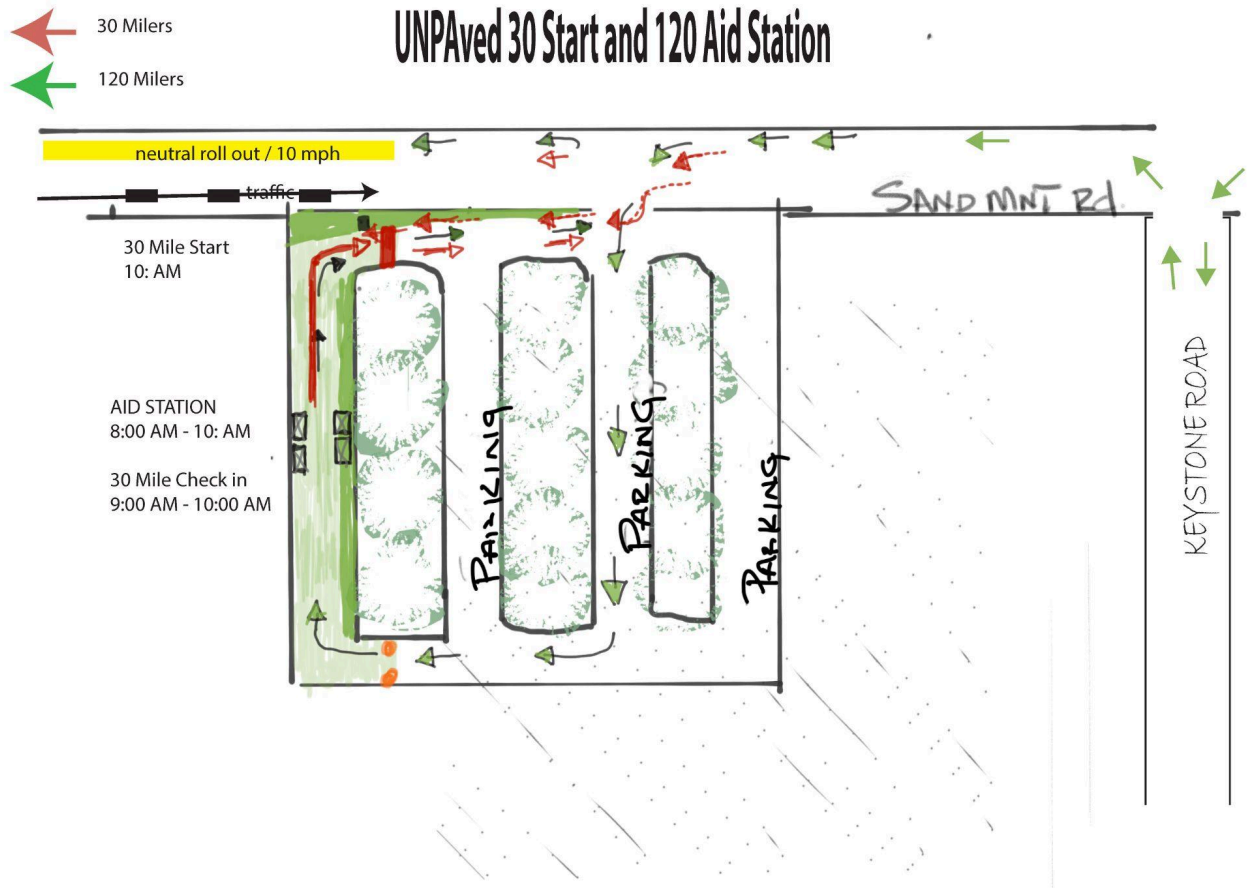 UNPAved 30 Start and 120 Aid Station
30 Milers
120 Milers
neutral roll out / 10 mph
traffic
SAND MNT Rd.
30 Mile Start
10: AM
AID STATION
8:00 AM - 10: AM
30 Mile Check in
9:00 AM - 10:00 AM
PARKING
PARKING
PARKING
KEYSTONE ROAD